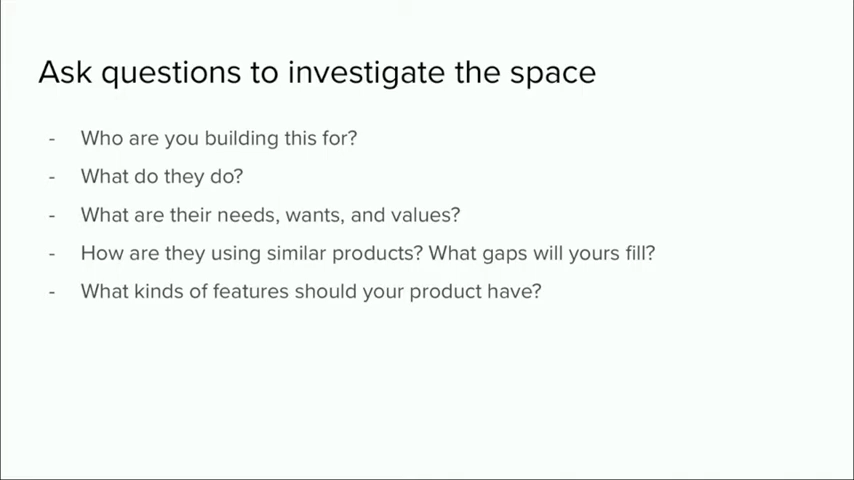 Ask questions to investigate the space
- Who are you building this for?
- What do they do?
- What are their needs, wants, and values?
- How are they using similar products? What gaps will yours fill?
- What kinds of features should your product have?